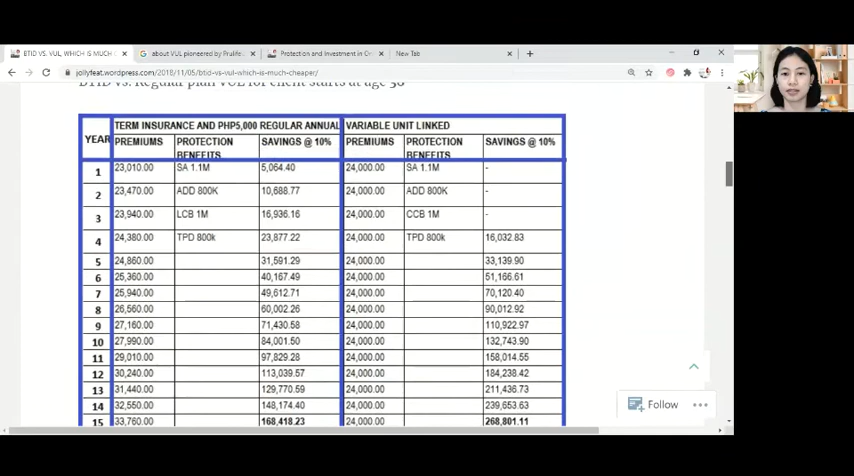 BTID VS. VUL, WHICH IS MUCH C
about VUL pioneered by Prulife
Protection and Investment in On
New Tab
jollyfeat.wordpress.com/2018/11/05/btid-vs-vul-which-is-much-cheaper/
BTID vs. Regular plan VUL for client starts at age 36
YEAR TERM INSURANCE AND PHP5,000 REGULAR ANNUAL VARIABLE UNIT LINKED
PREMIUMS PROTECTION BENEFITS SAVINGS @ 10% PREMIUMS PROTECTION BENEFITS SAVINGS @ 10%
1 23,010.00 SA 1.1M 5,064.40 24,000.00 SA 1.1M -
2 23,470.00 ADD 800K 10,688.77 24,000.00 ADD 800K -
3 23,940.00 LCB 1M 16,936.16 24,000.00 CCB 1M -
4 24,380.00 TPD 800k 23,877.22 24,000.00 TPD 800k 16,032.83
5 24,860.00 31,591.29 24,000.00 33,139.90
6 25,360.00 40,167.49 24,000.00 51,166.61
7 25,940.00 49,612.71 24,000.00 70,120.40
8 26,560.00 60,002.26 24,000.00 90,012.92
9 27,160.00 71,430.58 24,000.00 110,922.97
10 27,990.00 84,001.50 24,000.00 132,743.90
11 29,010.00 97,829.28 24,000.00 158,014.55
12 30,240.00 113,039.57 24,000.00 184,238.42
13 31,440.00 129,770.59 24,000.00 211,436.73
14 32,550.00 148,174.40 24,000.00 239,653.63
15 33,760.00 168,418.23 24,000.00 268,801.11
Follow